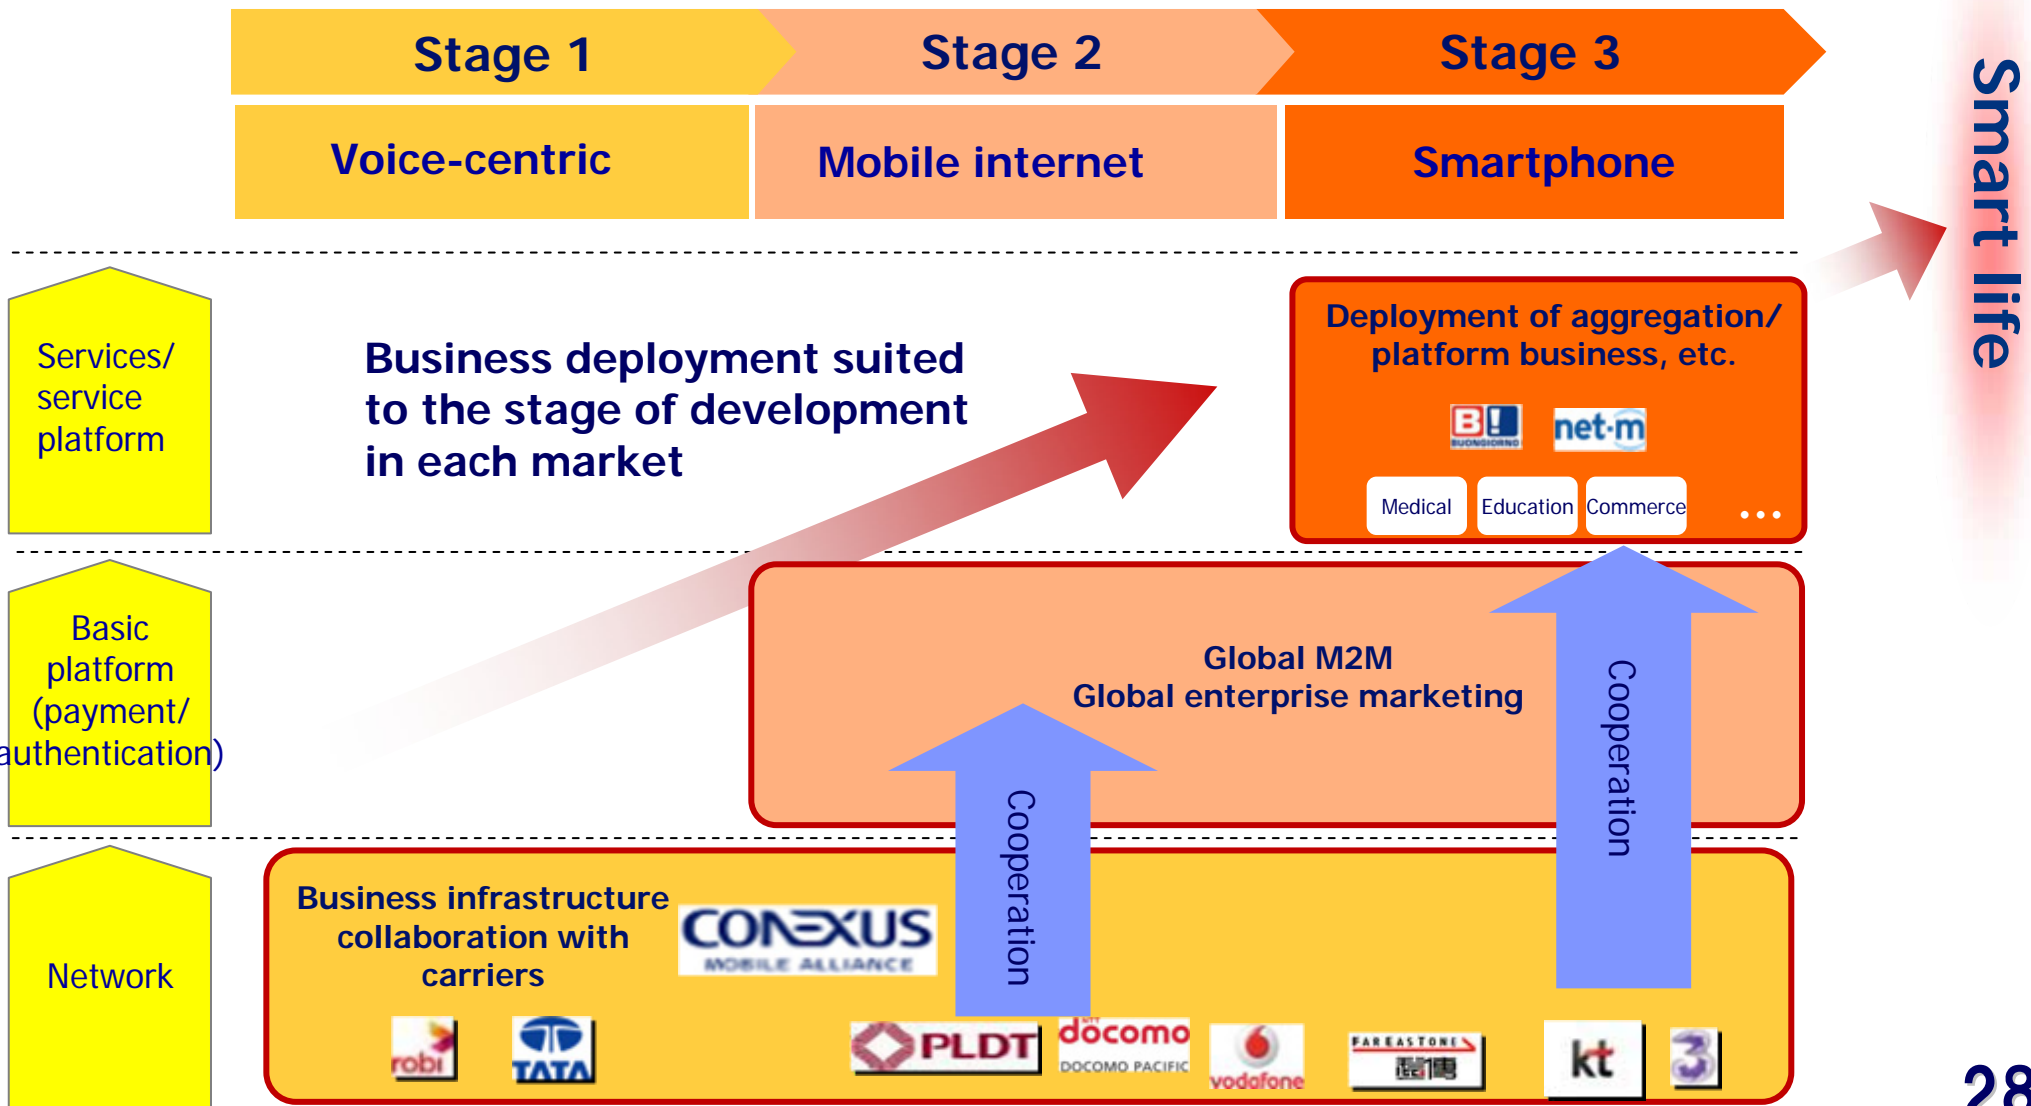 Stage 1
Stage 2
Stage 3
Voice-centric
Mobile internet
Smartphone
Smart life
Services/
service
platform
Business deployment suited
to the stage of development
in each market
Deployment of aggregation/
platform business, etc.
B!
BUONGIORNO
net-m
Medical
Education
Commerce
...
Basic
platform
(payment/
authentication)
Global M2M
Global enterprise marketing
Cooperation
Cooperation
Network
Business infrastructure
collaboration with
carriers
CONEXUS
MOBILE ALLIANCE
robi
TATA
PLDT
NTT
docomo
DOCOMO PACIFIC
vodafone
FAREASTONE
遠傳
kt
3
28